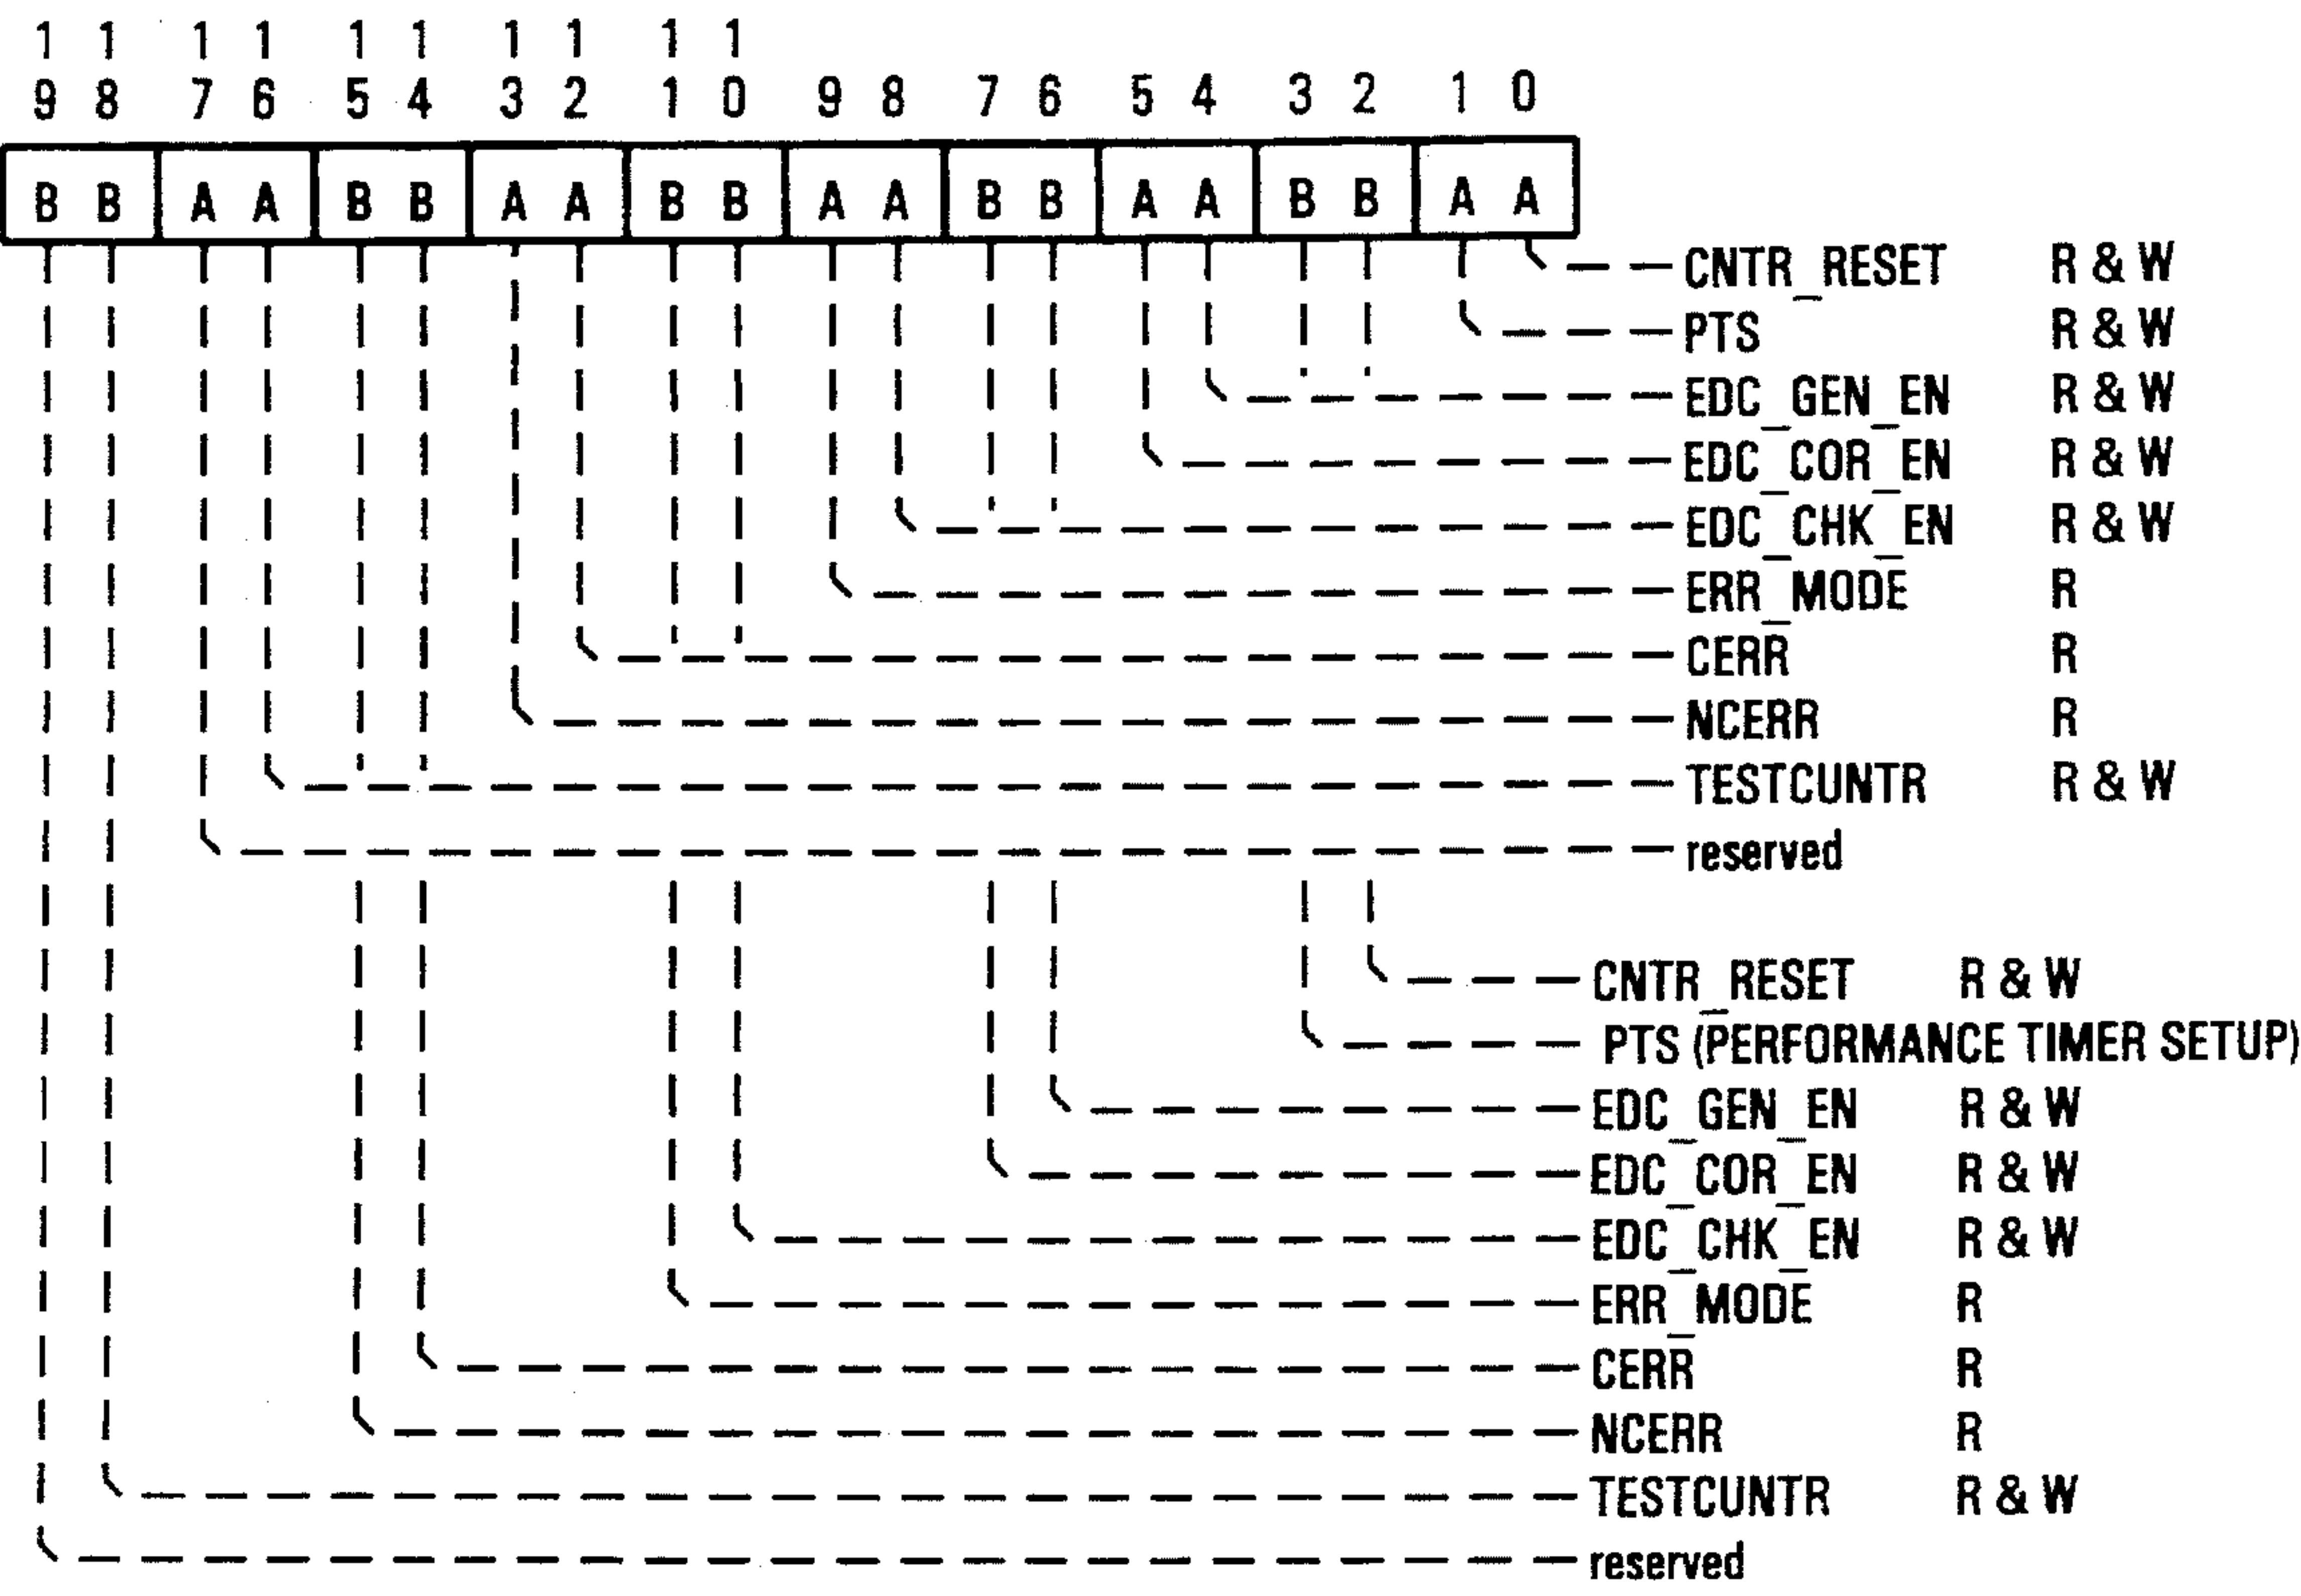 1 1 1 1 1 1 1 1 1 1
9 8 7 6 5 4 3 2 1 0 9 8 7 6 5 4 3 2 1 0
B B A A B B A A B B A A B B A A B B A A
CNTR_RESET R & W
PTS R & W
EDC_GEN_EN R & W
EDC_COR_EN R & W
EDC_CHK_EN R & W
ERR_MODE R
CERR R
NCERR R
TESTCUNTR R & W
reserved
CNTR_RESET R & W
PTS (PERFORMANCE TIMER SETUP)
EDC_GEN_EN R & W
EDC_COR_EN R & W
EDC_CHK_EN R & W
ERR_MODE R
CERR R
NCERR R
TESTCUNTR R & W
reserved